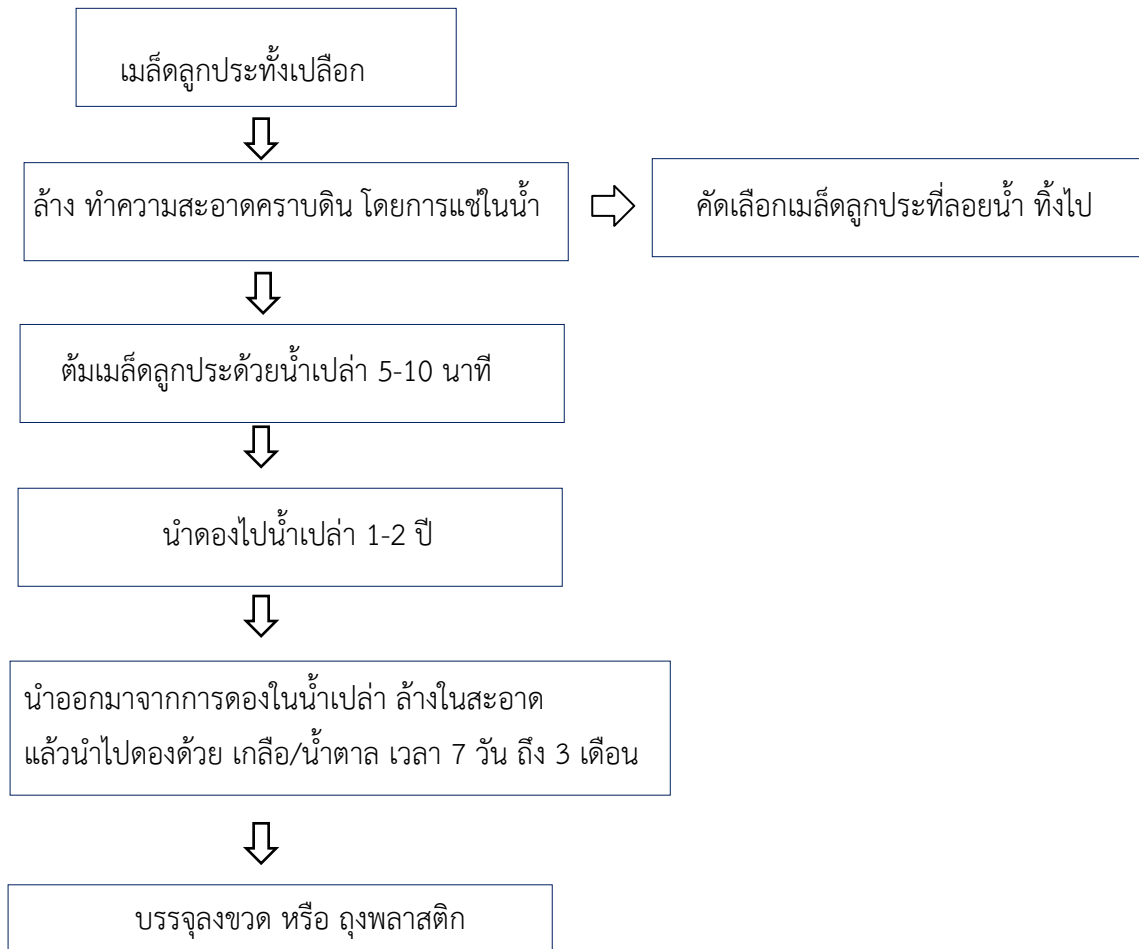 เมล็ดลูกประทั้งเปลือก
ล้าง ทำความสะอาดคราบดิน โดยการแช่ในน้ำ
คัดเลือกเมล็ดลูกประที่ลอยน้ำ ทิ้งไป
ต้มเมล็ดลูกประด้วยน้ำเปล่า 5-10 นาที
นำดองไปน้ำเปล่า 1-2 ปี
นำออกมาจากการดองในน้ำเปล่า ล้างในสะอาด
แล้วนำไปดองด้วย เกลือ/น้ำตาล เวลา 7 วัน ถึง 3 เดือน
บรรจุลงขวด หรือ ถุงพลาสติก